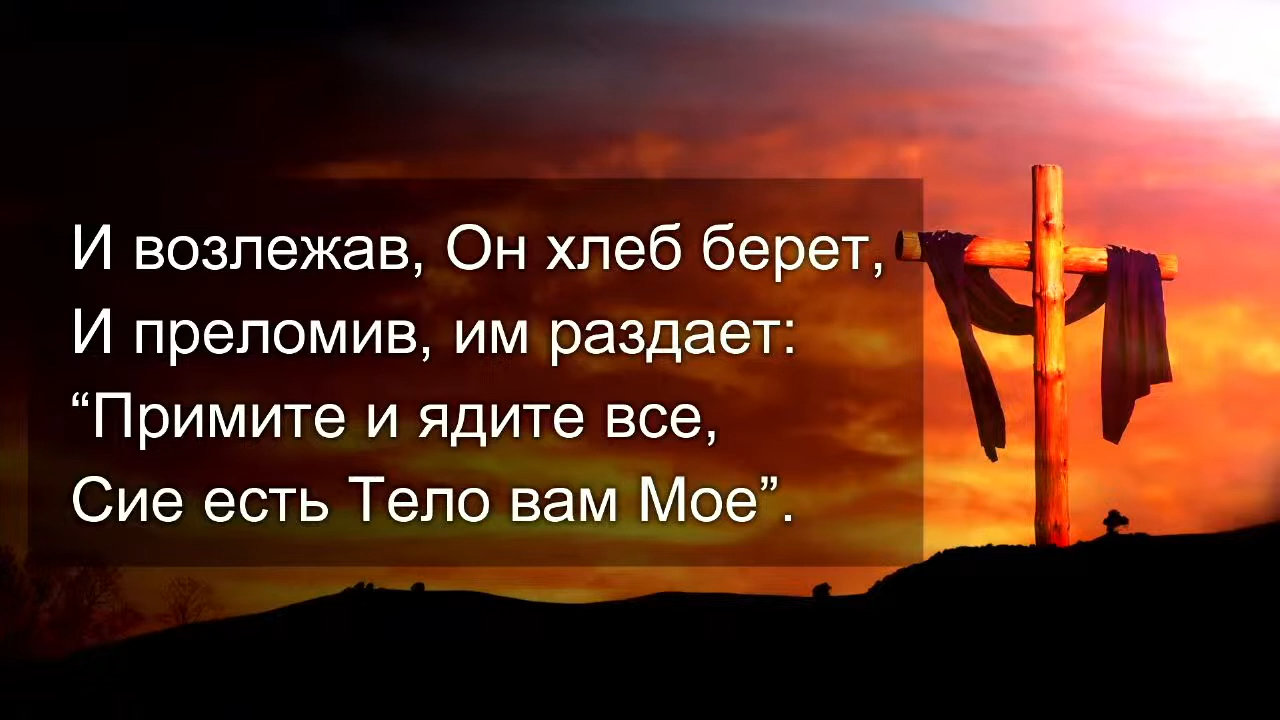 И возлежав, Он хлеб берет,
И преломив, им раздает:
“Примите и ядите все,
Сие есть Тело вам Мое”.